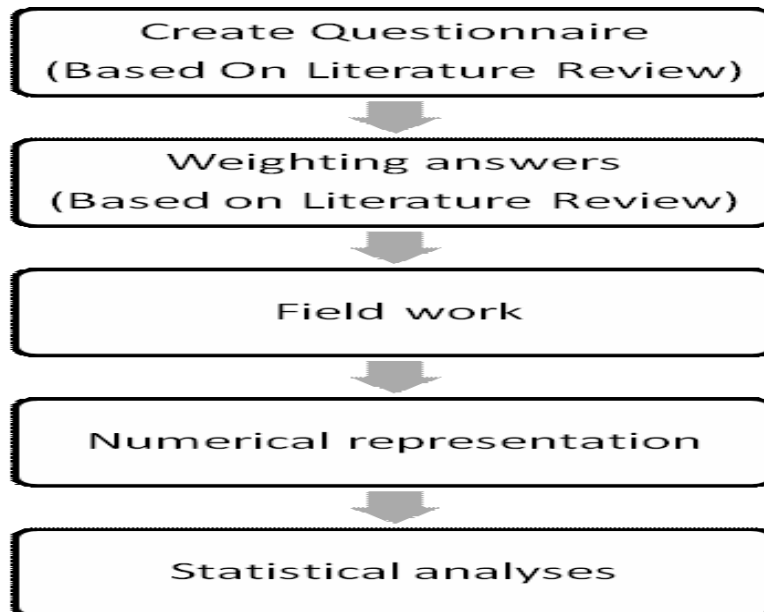 Create Questionnaire
(Based On Literature Review)
Weighting answers
(Based on Literature Review)
Field work
Numerical representation
Statistical analyses